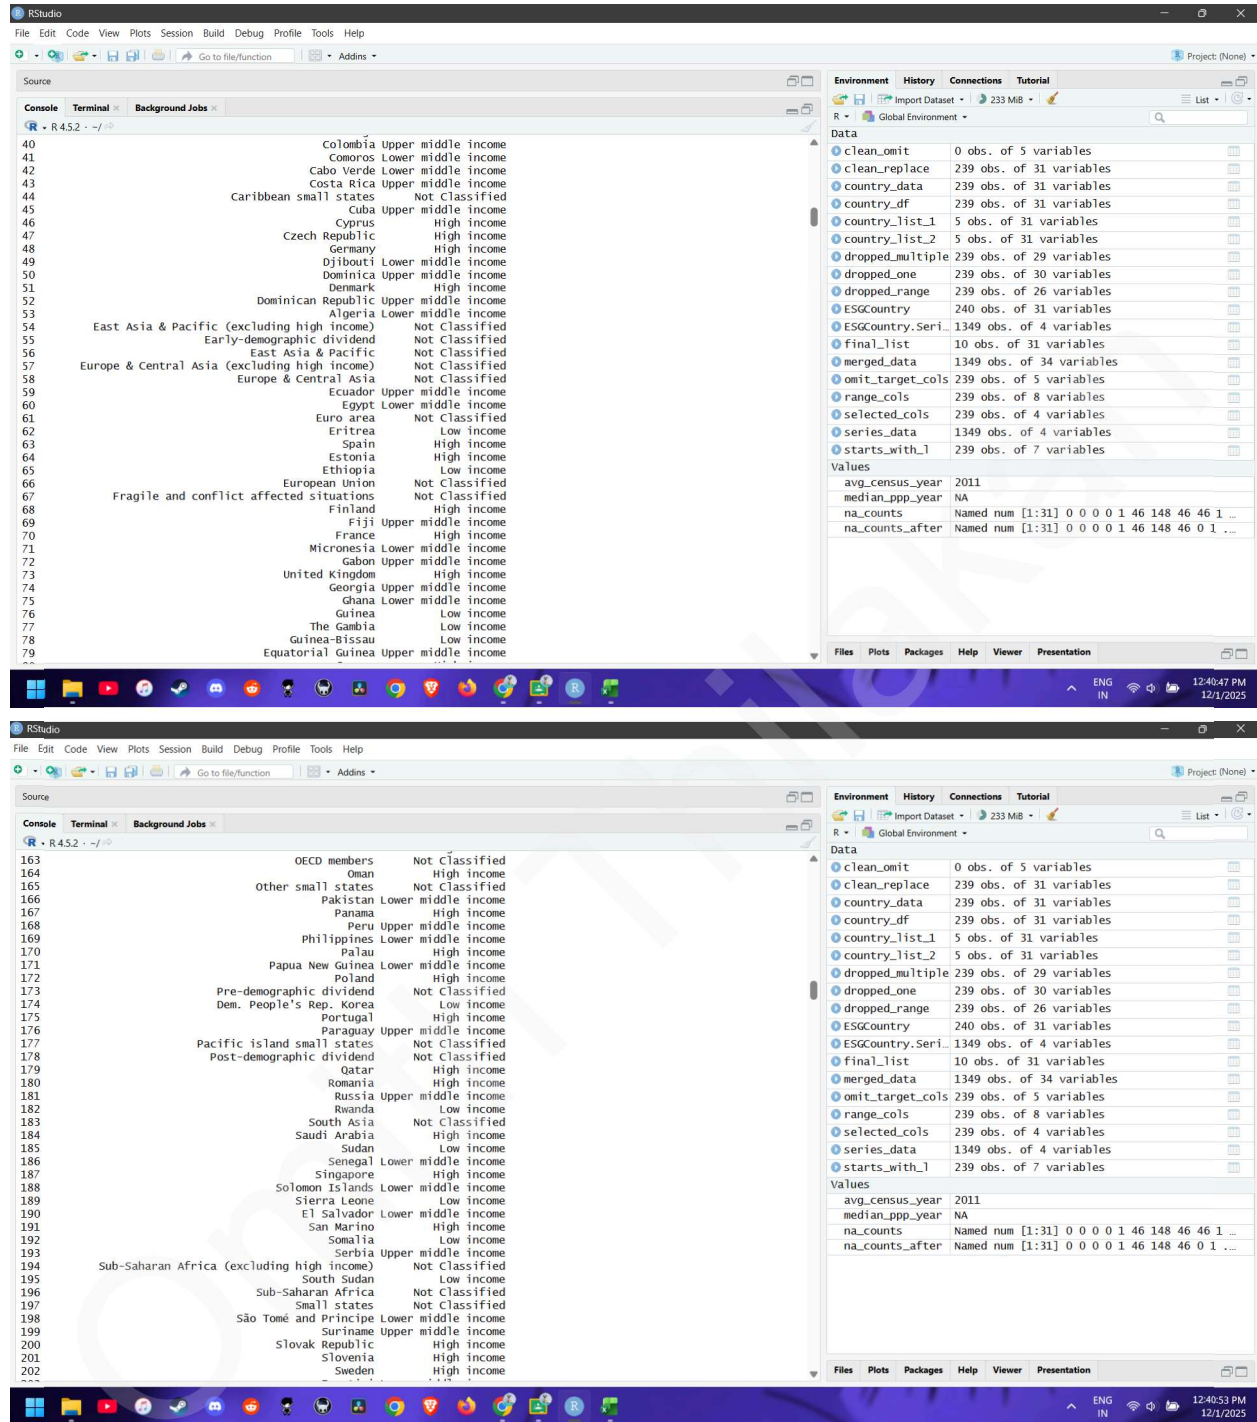 RStudio
File Edit Code View Plots Session Build Debug Profile Tools Help
Go to file/function Addins Project: (None)
Source
Console Terminal Background Jobs
R 4.5.2 · ~/
40 Colombia Upper middle income
41 Comoros Lower middle income
42 Cabo Verde Lower middle income
43 Costa Rica Upper middle income
44 Caribbean small states Not Classified
45 Cuba Upper middle income
46 Cyprus High income
47 Czech Republic High income
48 Germany High income
49 Djibouti Lower middle income
50 Dominica Upper middle income
51 Denmark High income
52 Dominican Republic Upper middle income
53 Algeria Lower middle income
54 East Asia & Pacific (excluding high income) Not Classified
55 Early-demographic dividend Not Classified
56 East Asia & Pacific Not Classified
57 Europe & Central Asia (excluding high income) Not Classified
58 Europe & Central Asia Not Classified
59 Ecuador Upper middle income
60 Egypt Lower middle income
61 Euro area Not Classified
62 Eritrea Low income
63 Spain High income
64 Estonia High income
65 Ethiopia Low income
66 European Union Not Classified
67 Fragile and conflict affected situations Not Classified
68 Finland High income
69 Fiji Upper middle income
70 France High income
71 Micronesia Lower middle income
72 Gabon Upper middle income
73 United Kingdom High income
74 Georgia Upper middle income
75 Ghana Lower middle income
76 Guinea Low income
77 The Gambia Low income
78 Guinea-Bissau Low income
79 Equatorial Guinea Upper middle income
Environment History Connections Tutorial
Import Dataset 233 MiB List
R Global Environment
Data
clean_omit 0 obs. of 5 variables
clean_replace 239 obs. of 31 variables
country_data 239 obs. of 31 variables
country_df 239 obs. of 31 variables
country_list_1 5 obs. of 31 variables
country_list_2 5 obs. of 31 variables
dropped_multiple 239 obs. of 29 variables
dropped_one 239 obs. of 30 variables
dropped_range 239 obs. of 26 variables
ESGCountry 240 obs. of 31 variables
ESGCountry.Seri… 1349 obs. of 4 variables
final_list 10 obs. of 31 variables
merged_data 1349 obs. of 34 variables
omit_target_cols 239 obs. of 5 variables
range_cols 239 obs. of 8 variables
selected_cols 239 obs. of 4 variables
series_data 1349 obs. of 4 variables
starts_with_l 239 obs. of 7 variables
Values
avg_census_year 2011
median_ppp_year NA
na_counts Named num [1:31] 0 0 0 0 1 46 148 46 46 1 …
na_counts_after Named num [1:31] 0 0 0 0 1 46 148 46 0 1 …
Files Plots Packages Help Viewer Presentation
ENG IN 12:40:47 PM 12/1/2025
RStudio
File Edit Code View Plots Session Build Debug Profile Tools Help
Go to file/function Addins Project: (None)
Source
Console Terminal Background Jobs
R 4.5.2 · ~/
163 OECD members Not Classified
164 Oman High income
165 Other small states Not Classified
166 Pakistan Lower middle income
167 Panama High income
168 Peru Upper middle income
169 Philippines Lower middle income
170 Palau High income
171 Papua New Guinea Lower middle income
172 Poland High income
173 Pre-demographic dividend Not Classified
174 Dem. People's Rep. Korea Low income
175 Portugal High income
176 Paraguay Upper middle income
177 Pacific island small states Not Classified
178 Post-demographic dividend Not Classified
179 Qatar High income
180 Romania High income
181 Russia Upper middle income
182 Rwanda Low income
183 South Asia Not Classified
184 Saudi Arabia High income
185 Sudan Low income
186 Senegal Lower middle income
187 Singapore High income
188 Solomon Islands Lower middle income
189 Sierra Leone Low income
190 El Salvador Lower middle income
191 San Marino High income
192 Somalia Low income
193 Serbia Upper middle income
194 Sub-Saharan Africa (excluding high income) Not Classified
195 South Sudan Low income
196 Sub-Saharan Africa Not Classified
197 Small states Not Classified
198 São Tomé and Principe Lower middle income
199 Suriname Upper middle income
200 Slovak Republic High income
201 Slovenia High income
202 Sweden High income
Environment History Connections Tutorial
Import Dataset 233 MiB List
R Global Environment
Data
clean_omit 0 obs. of 5 variables
clean_replace 239 obs. of 31 variables
country_data 239 obs. of 31 variables
country_df 239 obs. of 31 variables
country_list_1 5 obs. of 31 variables
country_list_2 5 obs. of 31 variables
dropped_multiple 239 obs. of 29 variables
dropped_one 239 obs. of 30 variables
dropped_range 239 obs. of 26 variables
ESGCountry 240 obs. of 31 variables
ESGCountry.Seri… 1349 obs. of 4 variables
final_list 10 obs. of 31 variables
merged_data 1349 obs. of 34 variables
omit_target_cols 239 obs. of 5 variables
range_cols 239 obs. of 8 variables
selected_cols 239 obs. of 4 variables
series_data 1349 obs. of 4 variables
starts_with_l 239 obs. of 7 variables
Values
avg_census_year 2011
median_ppp_year NA
na_counts Named num [1:31] 0 0 0 0 1 46 148 46 46 1 …
na_counts_after Named num [1:31] 0 0 0 0 1 46 148 46 0 1 …
Files Plots Packages Help Viewer Presentation
ENG IN 12:40:53 PM 12/1/2025